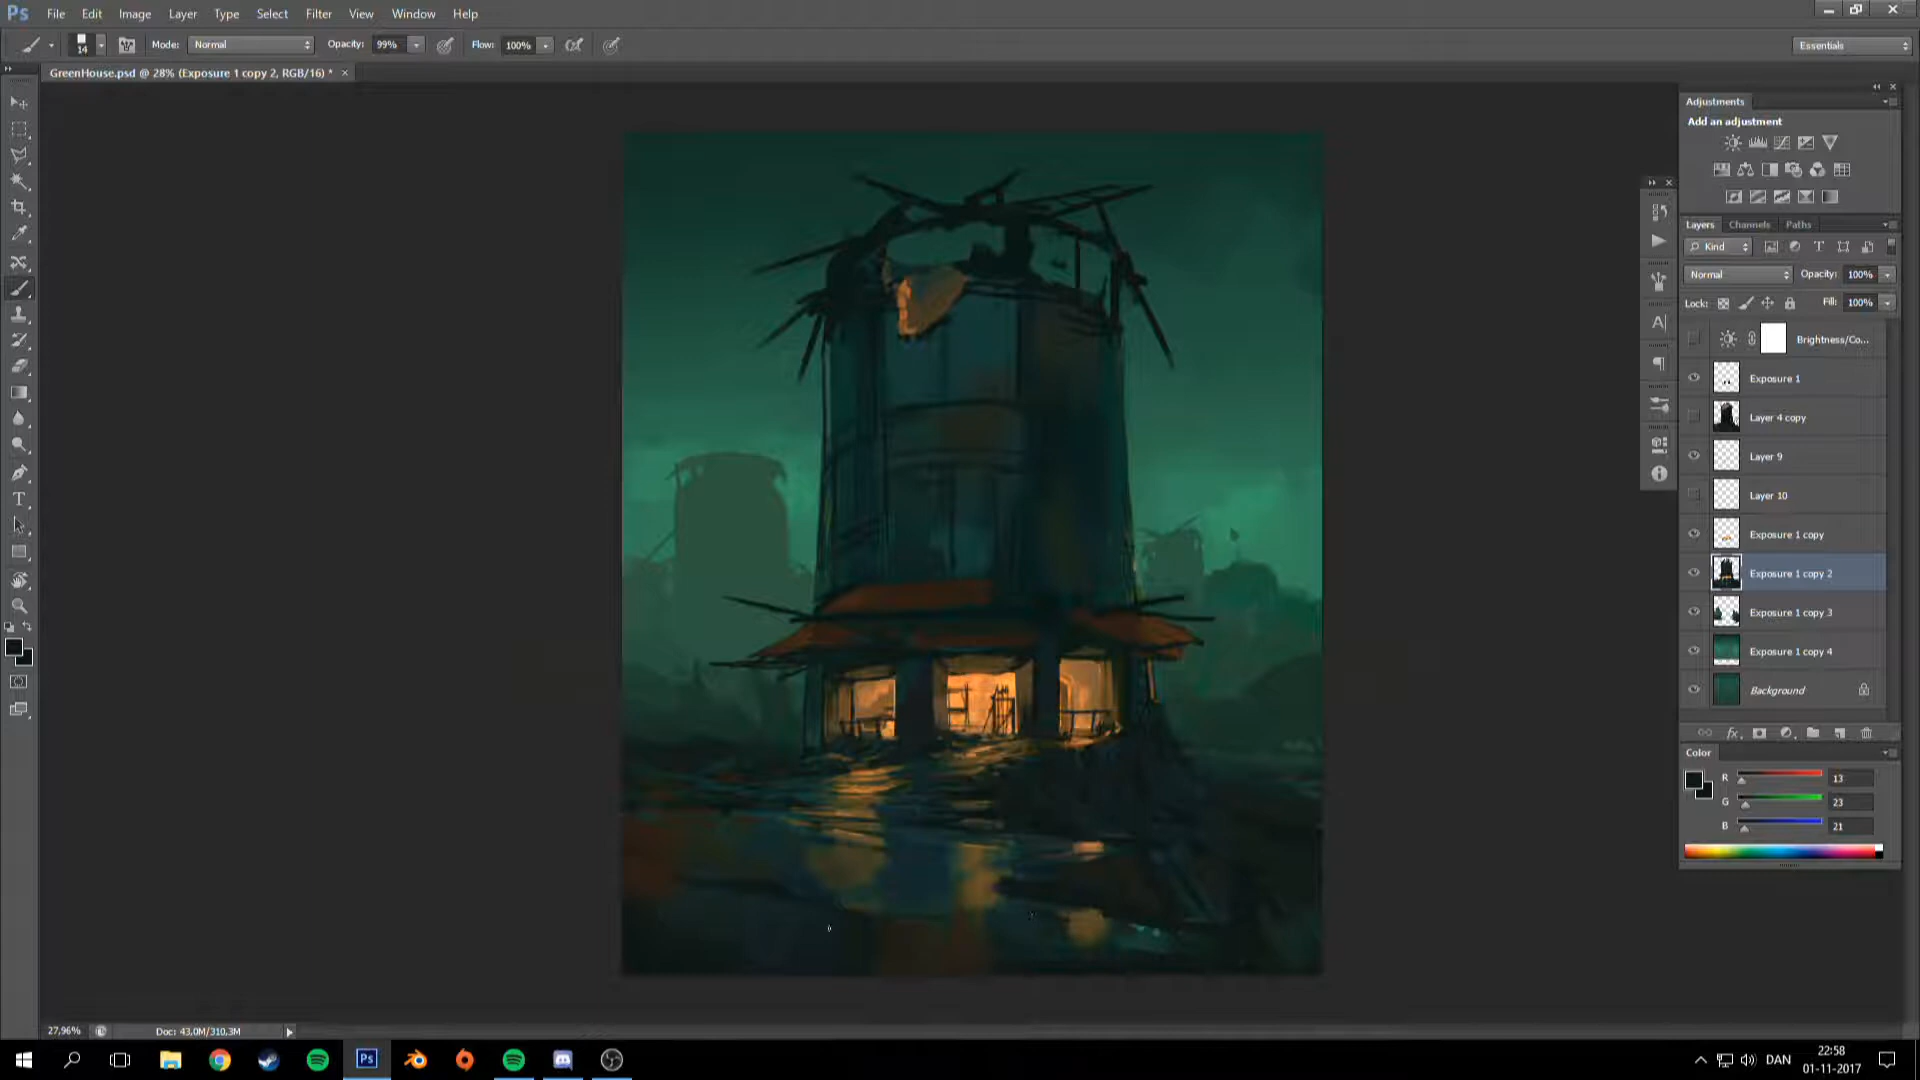 Ps File Edit Image Layer Type Select Filter View Window Help
14 Mode: Normal Opacity: 99% Flow: 100% Essentials
GreenHouse.psd @ 28% (Exposure 1 copy 2, RGB/16) *
Adjustments
Add an adjustment
Layers Channels Paths
Kind
Normal Opacity: 100%
Lock: Fill: 100%
Brightness/Co...
Exposure 1
Layer 4 copy
Layer 9
Layer 10
Exposure 1 copy
Exposure 1 copy 2
Exposure 1 copy 3
Exposure 1 copy 4
Background
Color
R 13
G 23
B 21
27,96% Doc: 43,0M/310,3M
Ps DAN 22:58
01-11-2017